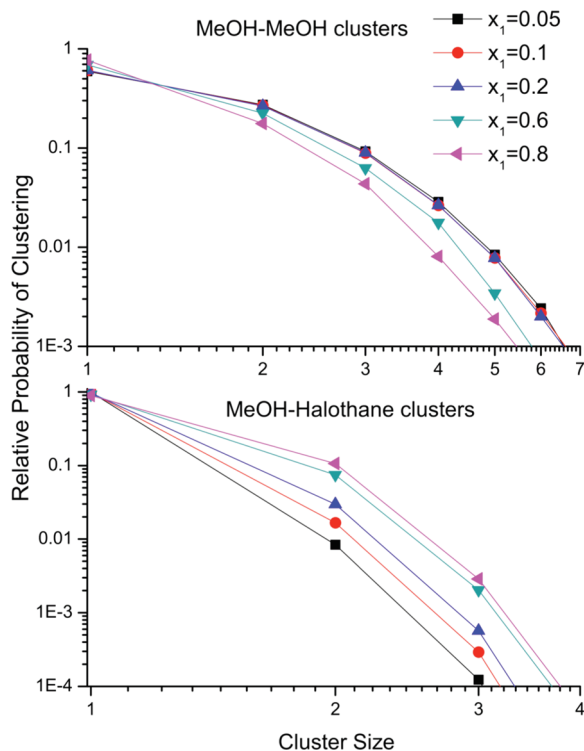 MeOH-MeOH clusters
x₁=0.05
x₁=0.1
x₁=0.2
x₁=0.6
x₁=0.8
1
0.1
0.01
1E-3
1 2 3 4 5 6 7
Relative Probability of Clustering
MeOH-Halothane clusters
1
0.1
0.01
1E-3
1E-4
1 2 3 4
Cluster Size